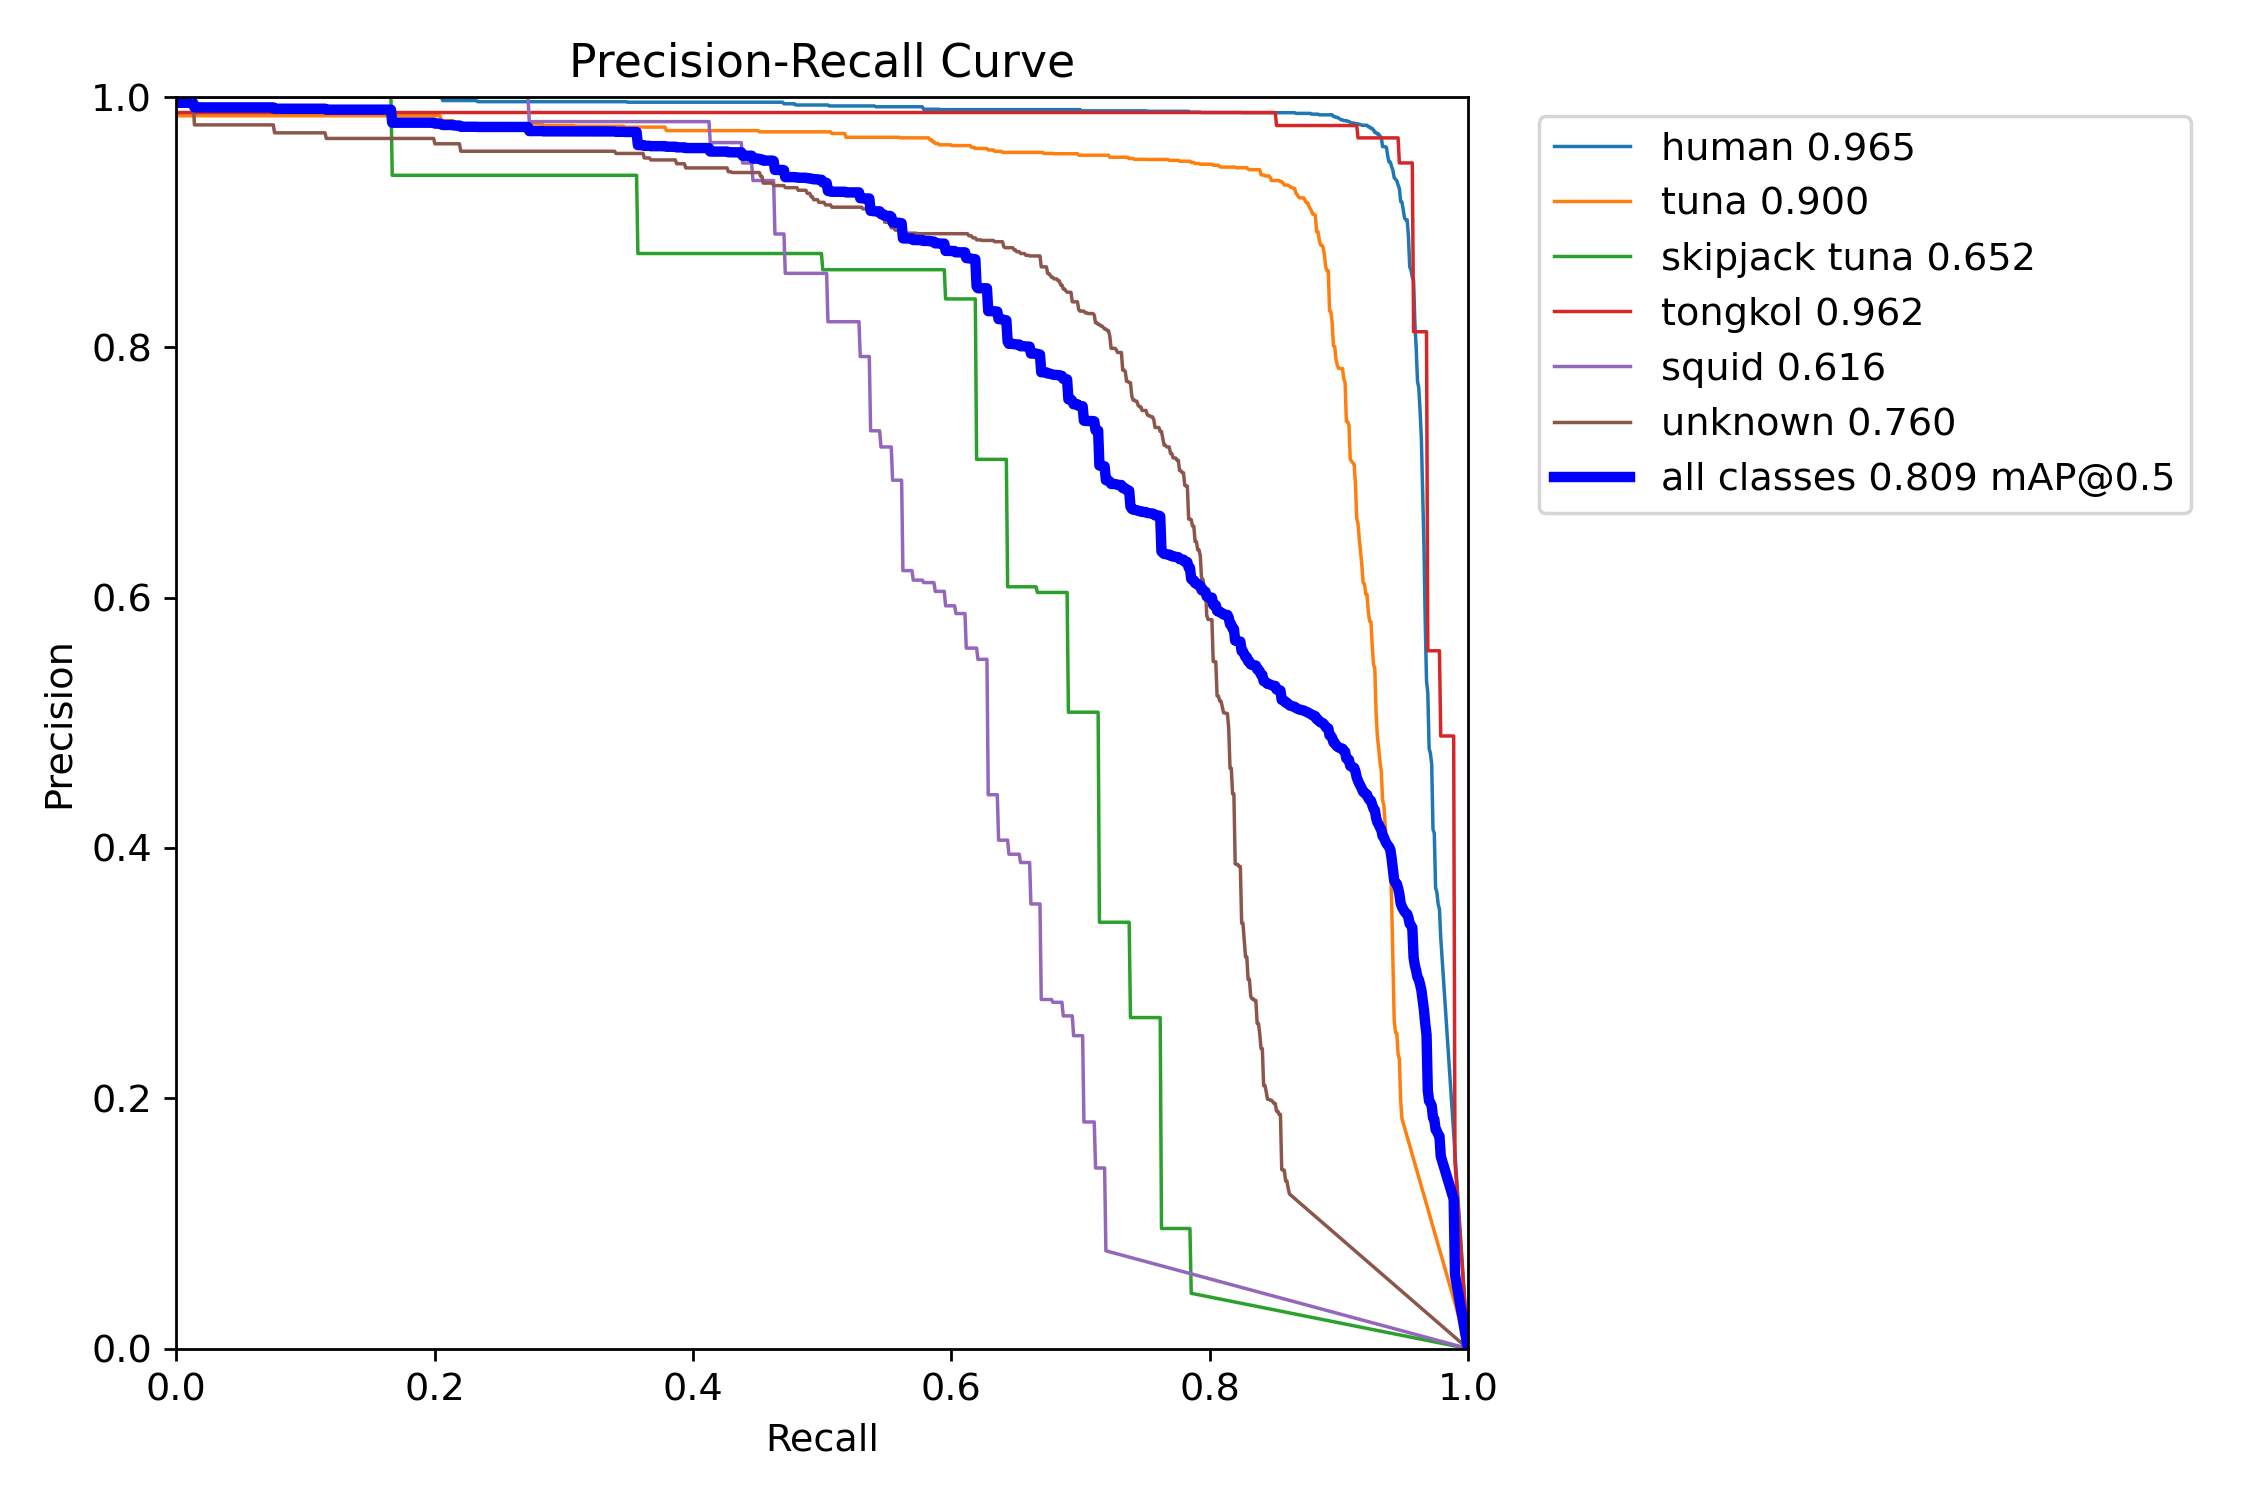 Precision-Recall Curve
1.0
0.8
0.6
0.4
0.2
0.0
Precision
0.0 0.2 0.4 0.6 0.8 1.0
Recall
human 0.965
tuna 0.900
skipjack tuna 0.652
tongkol 0.962
squid 0.616
unknown 0.760
all classes 0.809 mAP@0.5